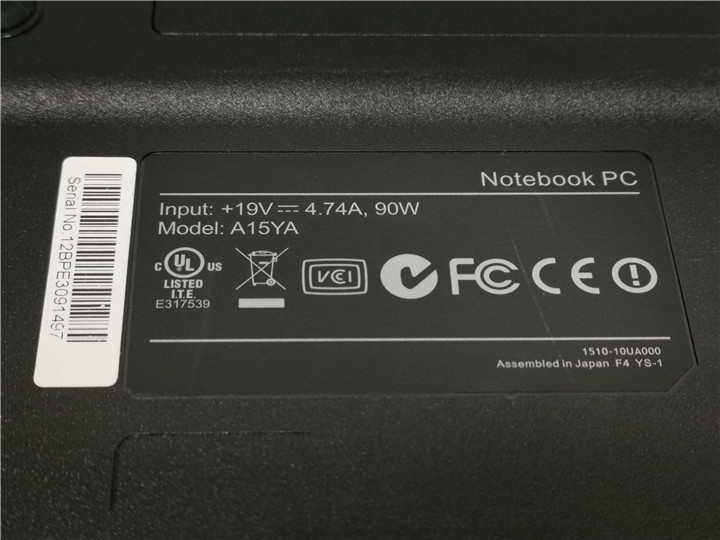 Notebook PC
Input: +19V⎓4.74A, 90W
Model: A15YA
C UL US
LISTED
I.T.E.
E317539
VCI
FC CE
1510-10UA000
Assembled in Japan F4 YS-1
Serial No.12BPE3091497